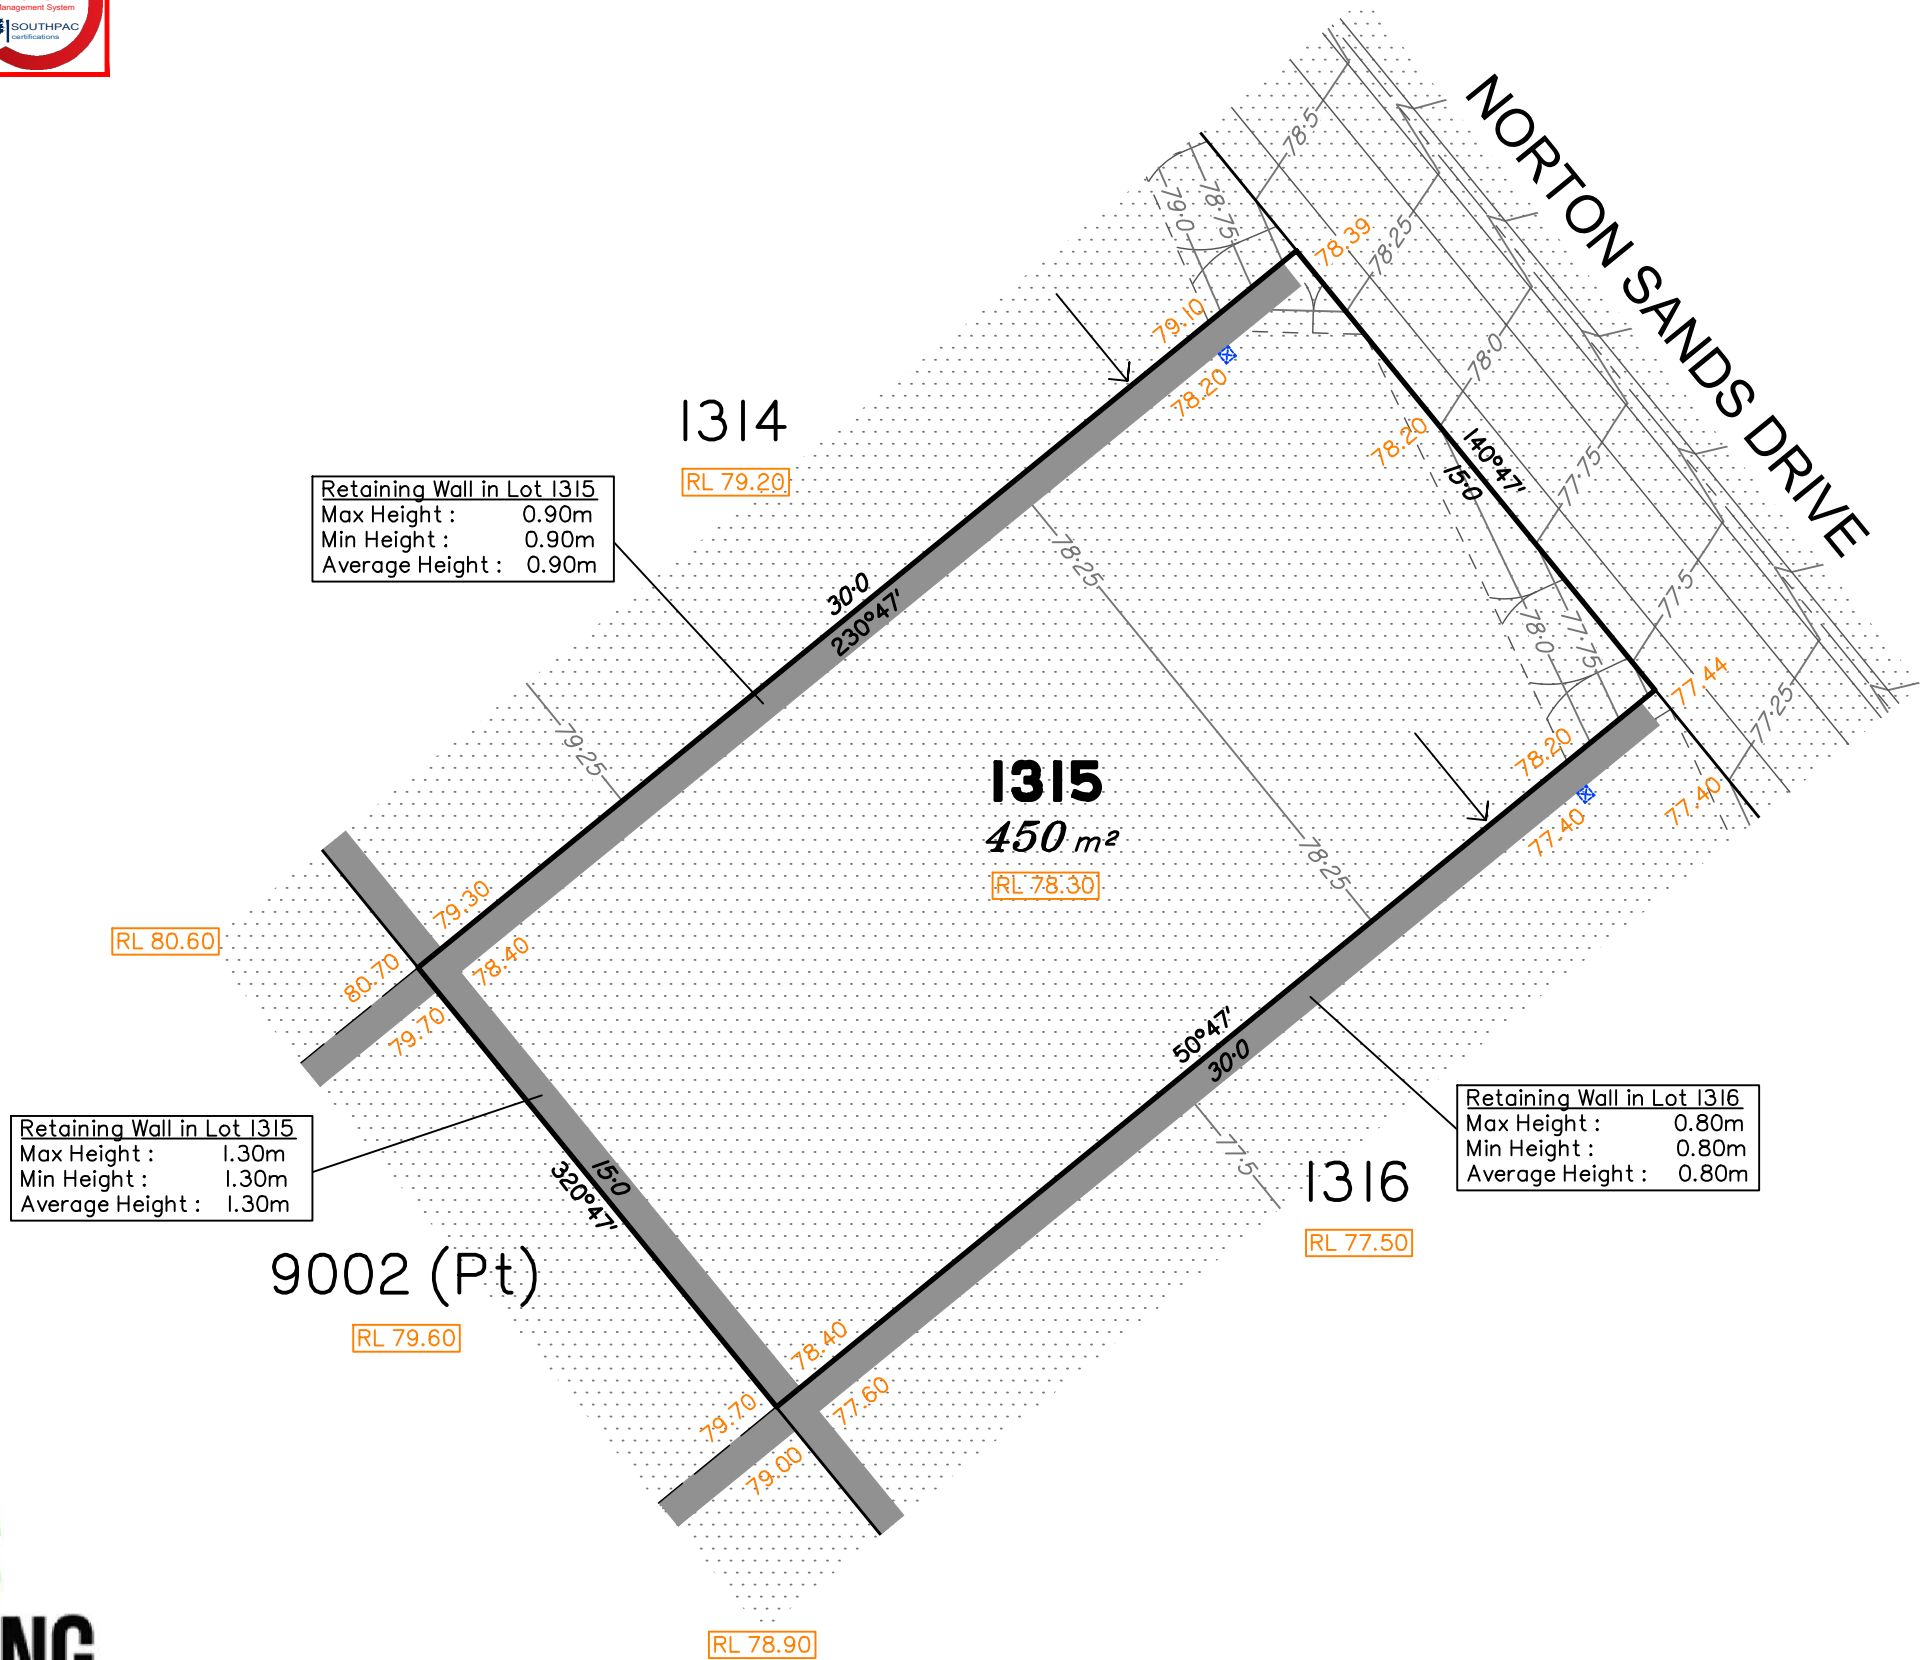 Management System
SOUTHPAC
certifications
NORTON SANDS DRIVE
78·5
79·0
78·75
78.39
78·25
79.10
78.20
78·0
78.20
140°47'
15·0
77·75
1314
RL 79.20
Retaining Wall in Lot 1315
Max Height : 0.90m
Min Height : 0.90m
Average Height : 0.90m
78·25
30·0
230°47'
77·5
78·0
77·75
77.44
77·25
79·25
78.20
77.40
77.40
1315
450 m²
RL 78.30
78·25
79.30
78.40
RL 80.60
80.70
79.70
50°47'
30·0
Retaining Wall in Lot 1316
Max Height : 0.80m
Min Height : 0.80m
Average Height : 0.80m
Retaining Wall in Lot 1315
Max Height : 1.30m
Min Height : 1.30m
Average Height : 1.30m
15·0
320°47'
77·5
1316
RL 77.50
9002 (Pt)
RL 79.60
78.40
77.60
79.70
79.00
RL 78.90
NG